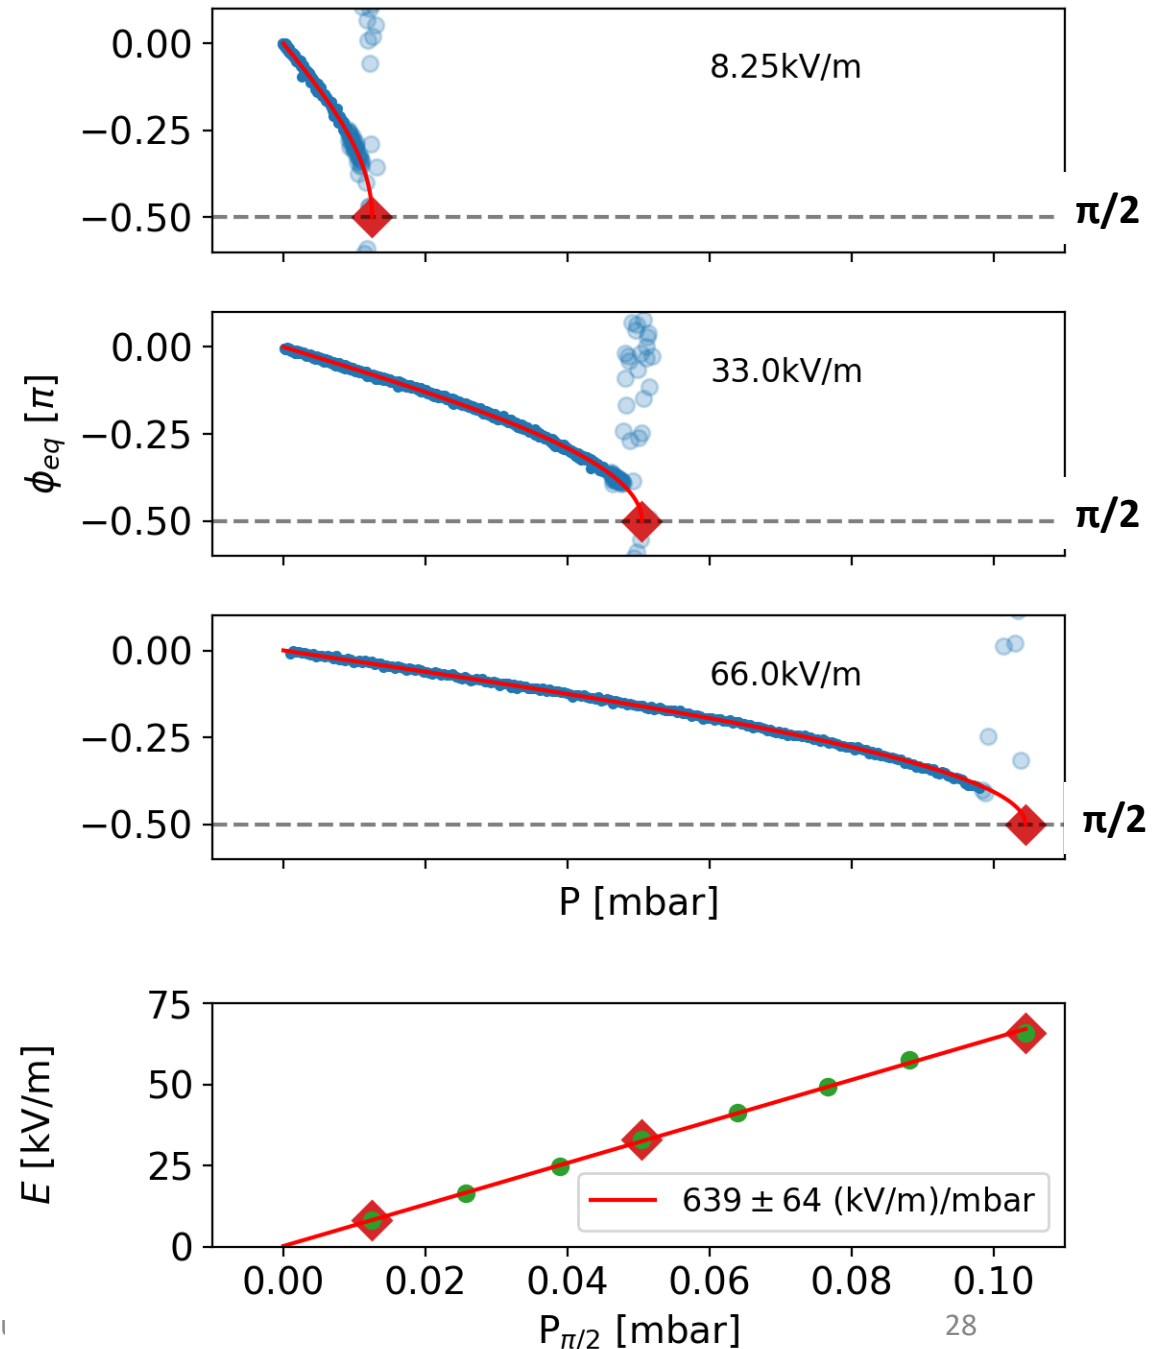 0.00
−0.25
−0.50
8.25kV/m
π/2
0.00
−0.25
−0.50
33.0kV/m
π/2
ϕeq [π]
0.00
−0.25
−0.50
66.0kV/m
π/2
P [mbar]
75
50
25
0
E [kV/m]
639 ± 64 (kV/m)/mbar
0.00 0.02 0.04 0.06 0.08 0.10
Pπ/2 [mbar]
28